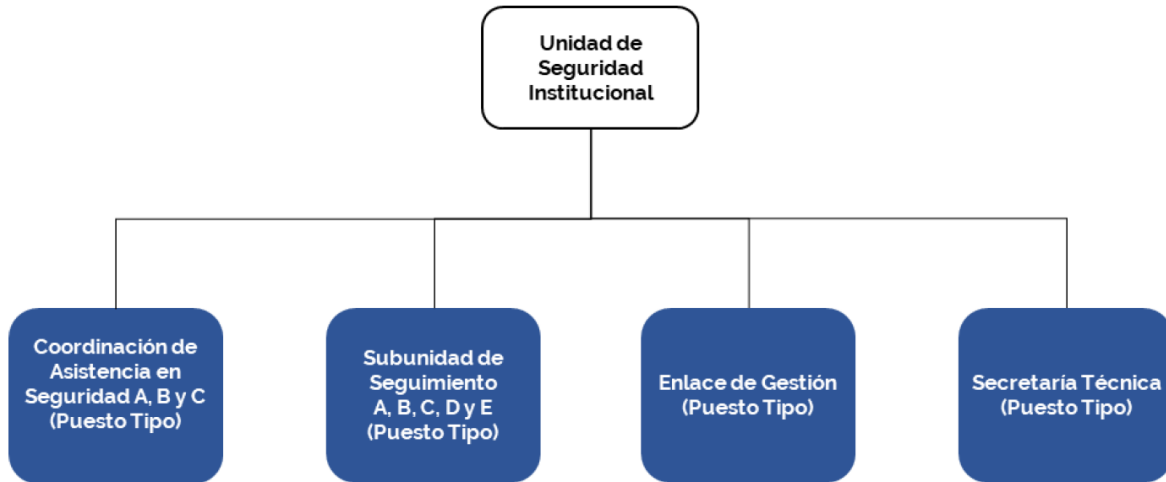 Unidad de
Seguridad
Institucional
Coordinación de
Asistencia en
Seguridad A, B y C
(Puesto Tipo)
Subunidad de
Seguimiento
A, B, C, D y E
(Puesto Tipo)
Enlace de Gestión
(Puesto Tipo)
Secretaría Técnica
(Puesto Tipo)